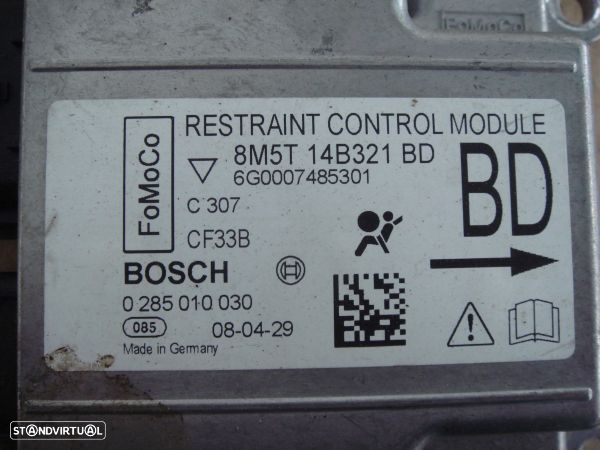 FoMoCo
RESTRAINT CONTROL MODULE
FoMoCo
8M5T 14B321 BD
6G0007485301
BD
C 307
CF33B
BOSCH
0 285 010 030
085 08-04-29
Made in Germany
STANDVIRTUAL